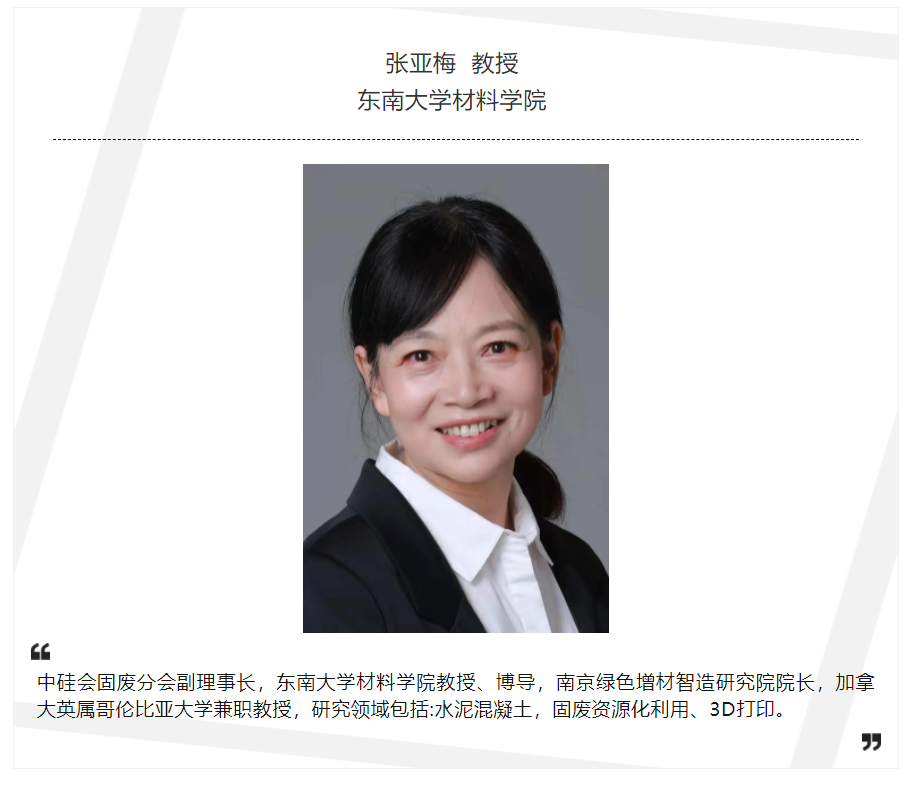 张亚梅 教授
东南大学材料学院
❝
中硅会固废分会副理事长，东南大学材料学院教授、博导，南京绿色增材智造研究院院长，加拿
大英属哥伦比亚大学兼职教授，研究领域包括:水泥混凝土，固废资源化利用、3D打印。
❞